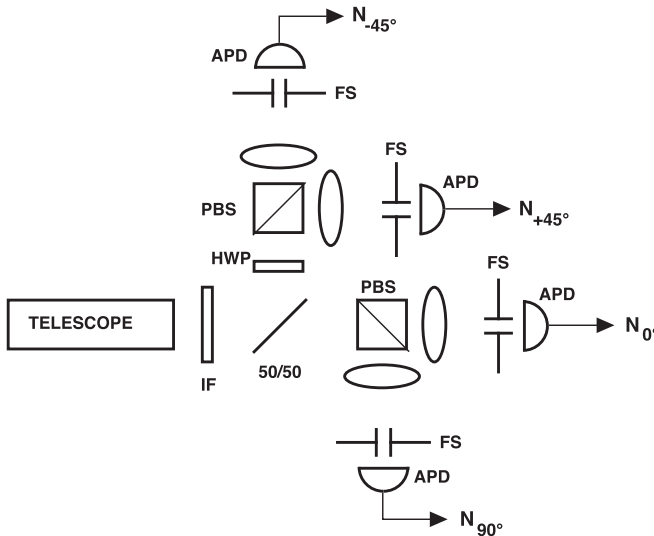 N-45°
APD
FS
FS
APD
PBS
N+45°
HWP
FS
PBS
APD
TELESCOPE
N0°
50/50
IF
FS
APD
N90°